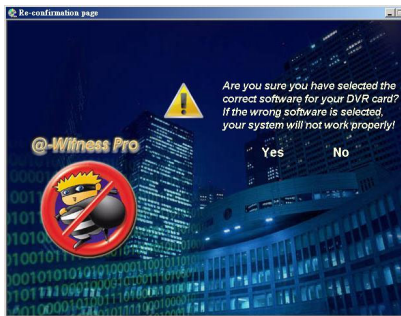 Re-confirmation page
Are you sure you have selected the
correct software for your DVR card?
If the wrong software is selected,
your system will not work properly!
@-Witness Pro
Yes No